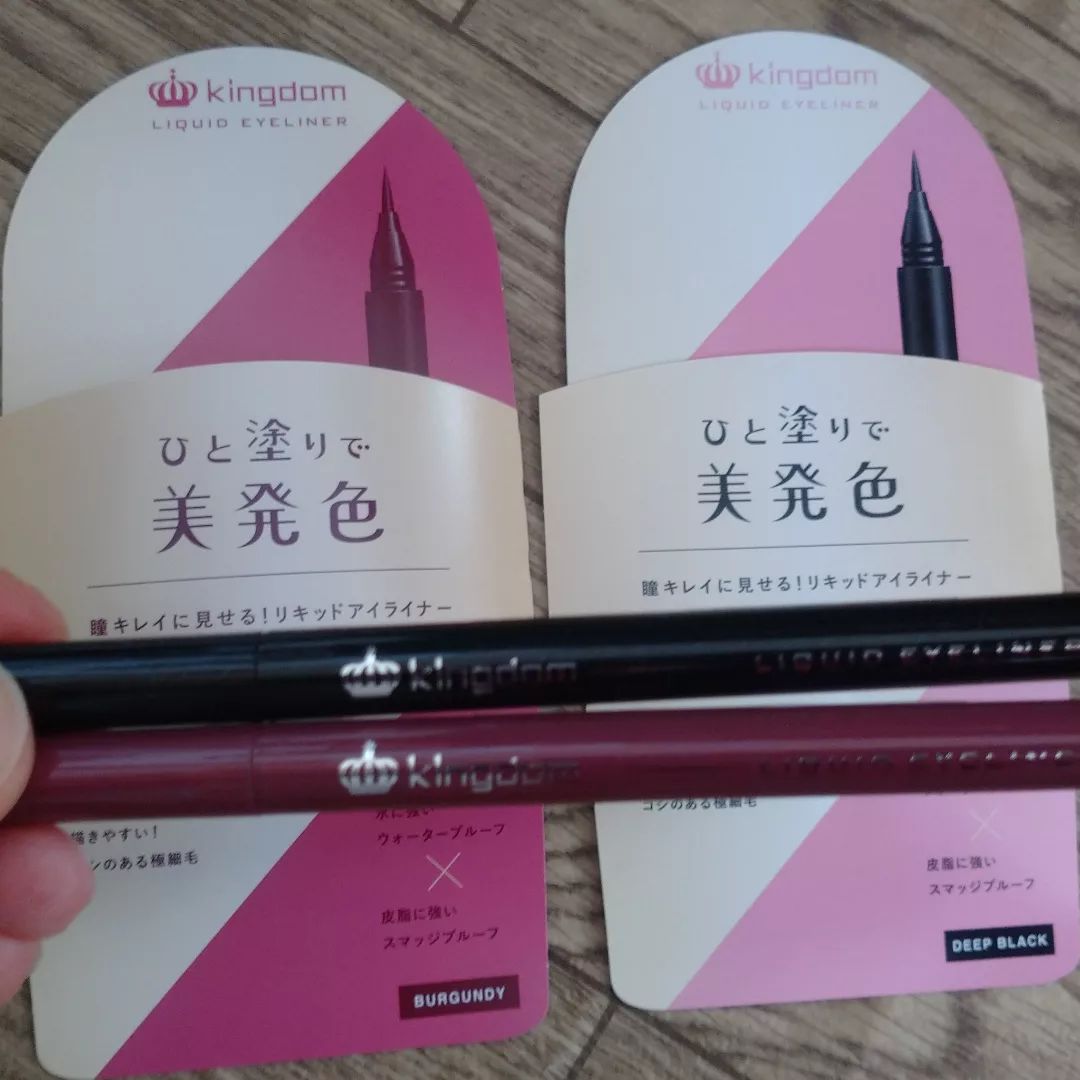 kingdom
LIQUID EYELINER
ひと塗りで
美発色
瞳キレイに見せる!リキッドアイライナー
描きやすい!
コシのある極細毛
水に強い
ウォータープルーフ
×
皮脂に強い
スマッジプルーフ
BURGUNDY
kingdom
LIQUID EYELINER
ひと塗りで
美発色
瞳キレイに見せる!リキッドアイライナー
コシのある極細毛
×
皮脂に強い
スマッジプルーフ
DEEP BLACK
kingdom LIQUID EYELINER
kingdom LIQUID EYELINE